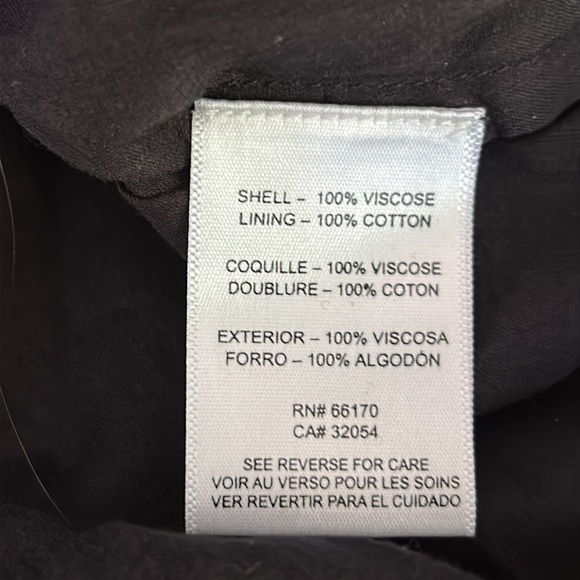 SHELL – 100% VISCOSE
LINING – 100% COTTON
COQUILLE – 100% VISCOSE
DOUBLURE – 100% COTON
EXTERIOR – 100% VISCOSA
FORRO – 100% ALGODÓN
RN# 66170
CA# 32054
SEE REVERSE FOR CARE
VOIR AU VERSO POUR LES SOINS
VER REVERTIR PARA EL CUIDADO